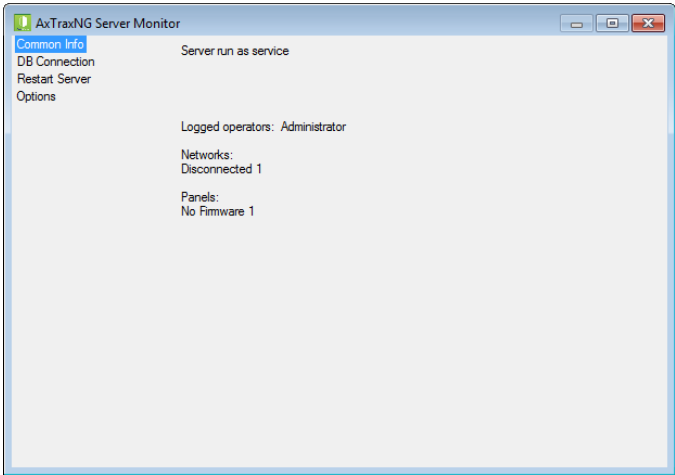 AxTraxNG Server Monitor
Common Info
DB Connection
Restart Server
Options
Server run as service
Logged operators: Administrator
Networks:
Disconnected 1
Panels:
No Firmware 1